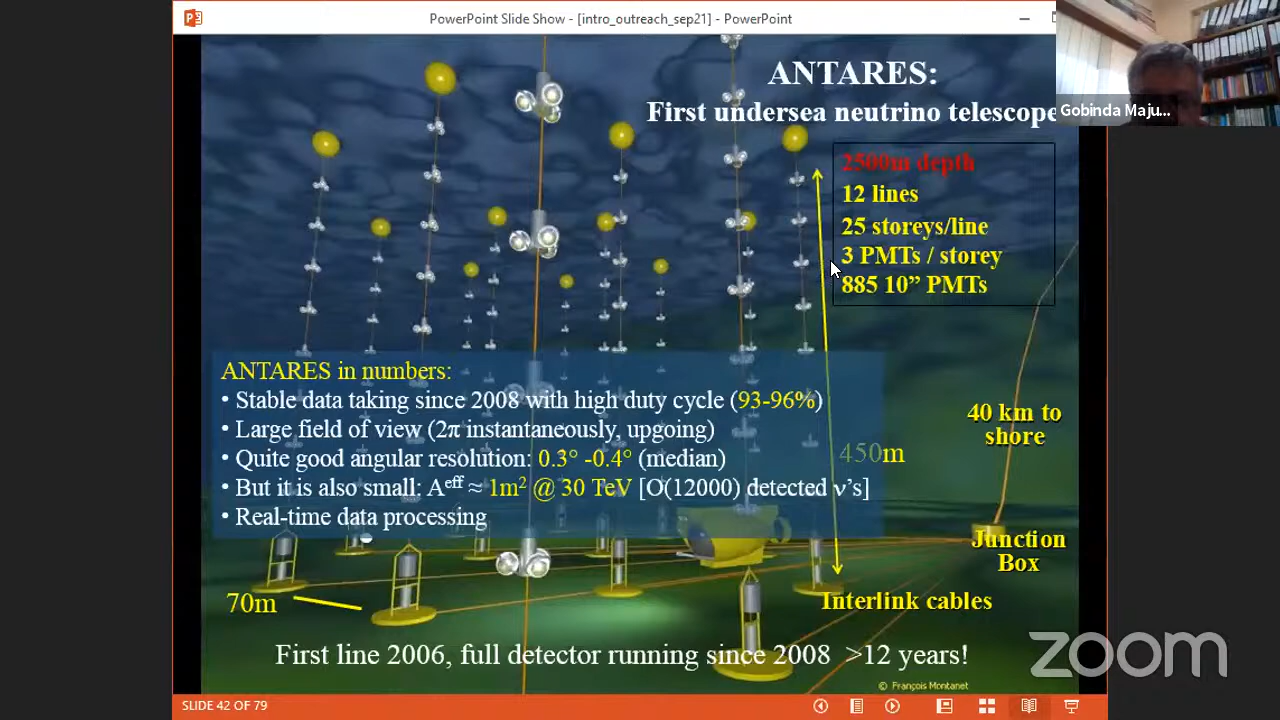 PowerPoint Slide Show - [intro_outreach_sep21] - PowerPoint
ANTARES:
First undersea neutrino telescope
Gobinda Maju...
2500m depth
12 lines
25 storeys/line
3 PMTs / storey
885 10” PMTs
ANTARES in numbers:
• Stable data taking since 2008 with high duty cycle (93-96%)
• Large field of view (2π instantaneously, upgoing)
• Quite good angular resolution: 0.3° -0.4° (median)
• But it is also small: Aeff ≈ 1m² @ 30 TeV [O(12000) detected ν’s]
• Real-time data processing
450m
40 km to
shore
Junction
Box
70m
Interlink cables
First line 2006, full detector running since 2008 >12 years!
© François Montanet
zoom
SLIDE 42 OF 79